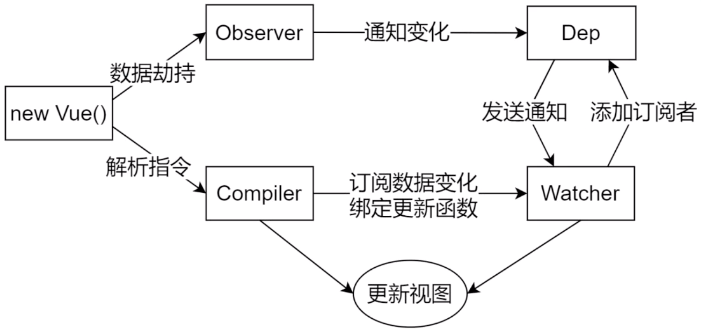 Observer
通知变化
Dep
数据劫持
new Vue()
发送通知
添加订阅者
解析指令
Compiler
订阅数据变化
绑定更新函数
Watcher
更新视图